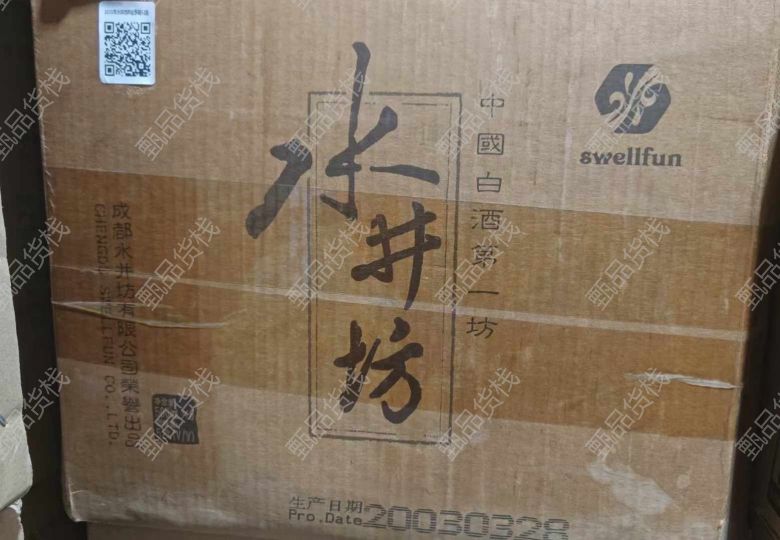 水井坊
中國白酒第一坊
swellfun
成都水井坊有限公司榮譽出品
CHENGDU SWELLFUN CO.,LTD.
生产日期
Pro.Date 20030328
甄品货栈